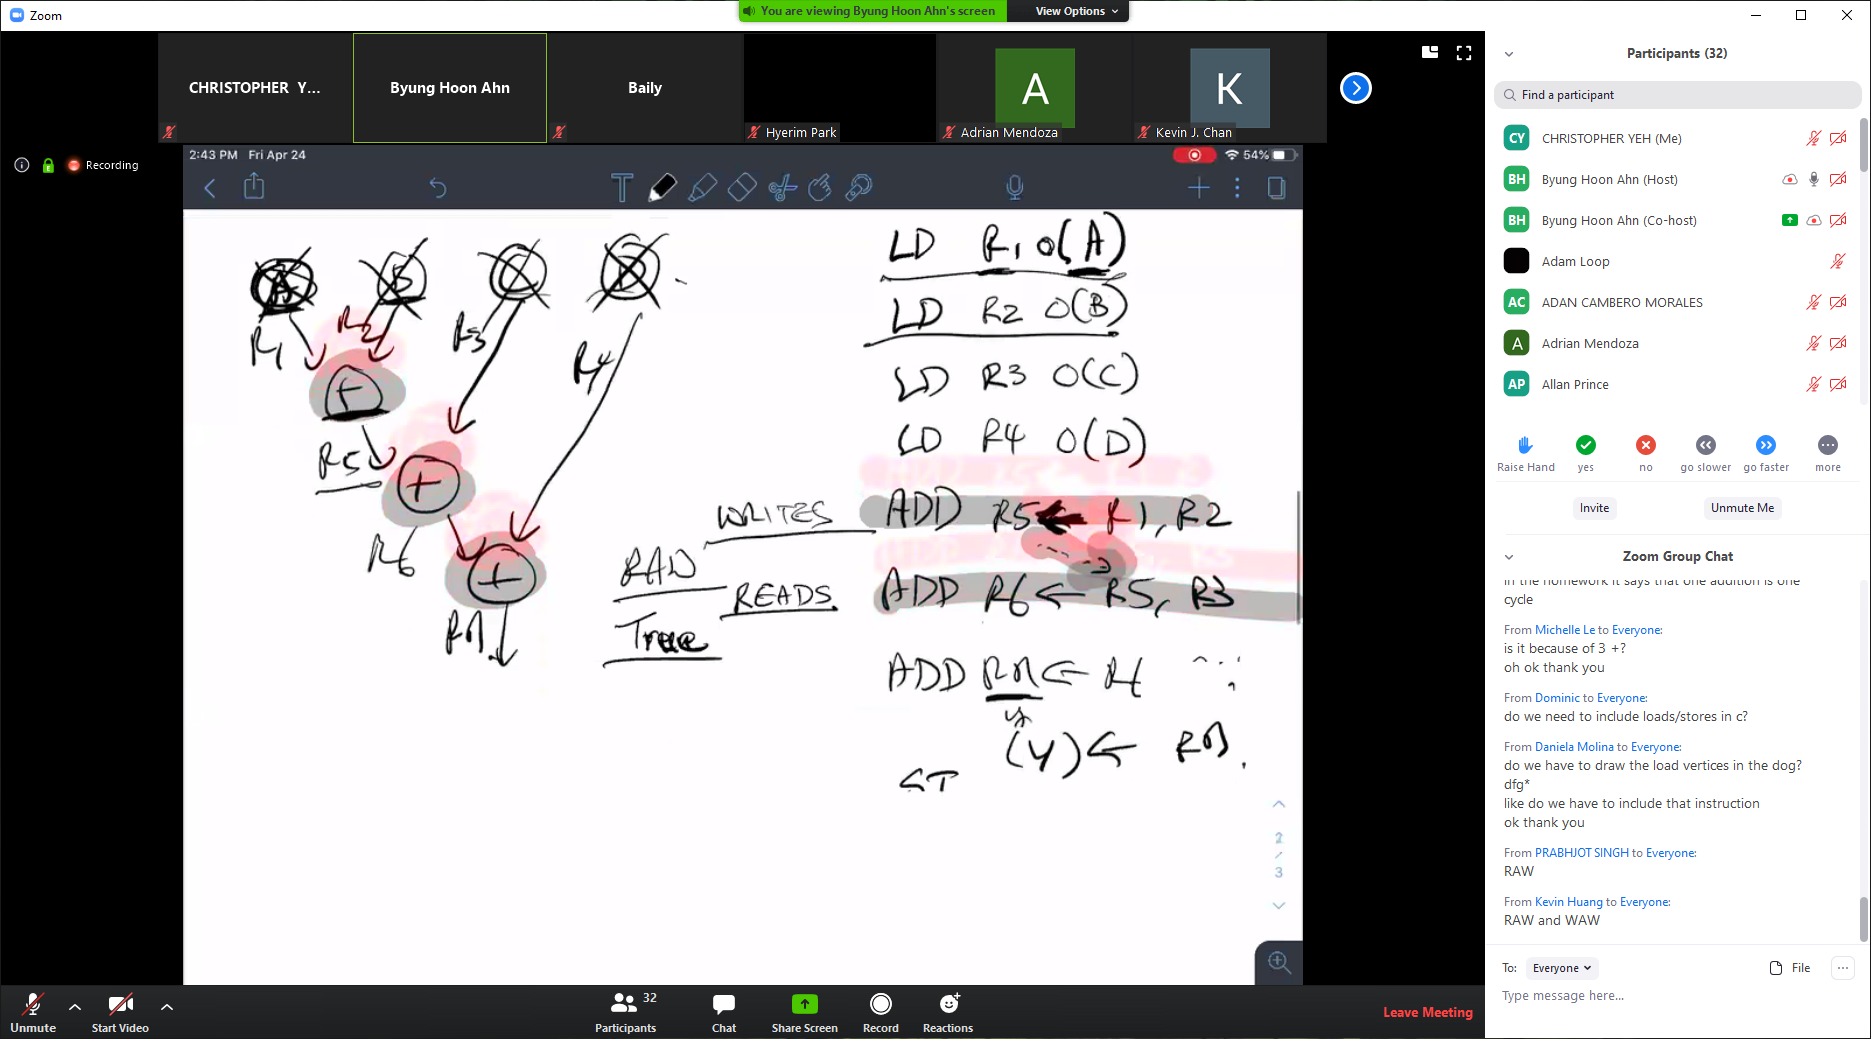 Zoom
You are viewing Byung Hoon Ahn's screen
View Options
CHRISTOPHER Y...
Byung Hoon Ahn
Baily
Hyerim Park
A
Adrian Mendoza
K
Kevin J. Chan
Recording
2:43 PM Fri Apr 24
54%
A
B
C
D
R1
R2
R3
R4
+
R5
+
R6
+
LD R1 0(A)
LD R2 0(B)
LD R3 0(C)
LD R4 0(D)
WRITES
ADD R5 ← R1, R2
RAW
READS
ADD R6 ← R5, R3
True
ADD
(Y) ←
ST
2
3
Participants (32)
Find a participant
CY CHRISTOPHER YEH (Me)
BH Byung Hoon Ahn (Host)
BH Byung Hoon Ahn (Co-host)
Adam Loop
AC ADAN CAMBERO MORALES
A Adrian Mendoza
AP Allan Prince
Raise Hand yes no go slower go faster more
Invite Unmute Me
Zoom Group Chat
in the homework it says that one addition is one
cycle
From Michelle Le to Everyone:
is it because of 3 +?
oh ok thank you
From Dominic to Everyone:
do we need to include loads/stores in c?
From Daniela Molina to Everyone:
do we have to draw the load vertices in the dog?
dfg*
like do we have to include that instruction
ok thank you
From PRABHJOT SINGH to Everyone:
RAW
From Kevin Huang to Everyone:
RAW and WAW
To: Everyone File
Type message here...
Unmute
Start Video
32
Participants
Chat
Share Screen
Record
Reactions
Leave Meeting